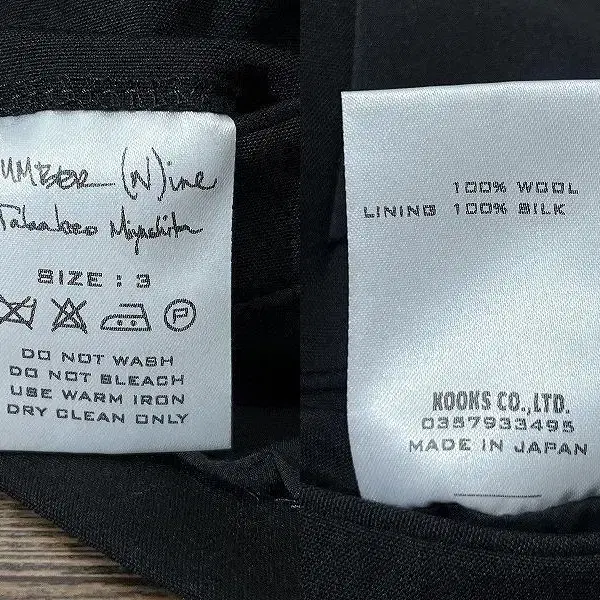 UMBER (N)ine
Takahiro Miyashita
SIZE : 3
DO NOT WASH
DO NOT BLEACH
USE WARM IRON
DRY CLEAN ONLY
100% WOOL
LINING 100% SILK
KOOKS CO.,LTD.
0357933495
MADE IN JAPAN